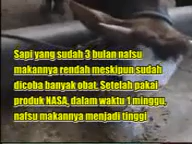 Sapi yang sudah 3 bulan nafsu
makannya rendah meskipun sudah
dicoba banyak obat. Setelah pakai
produk NASA, dalam waktu 1 minggu,
nafsu makannya menjadi tinggi